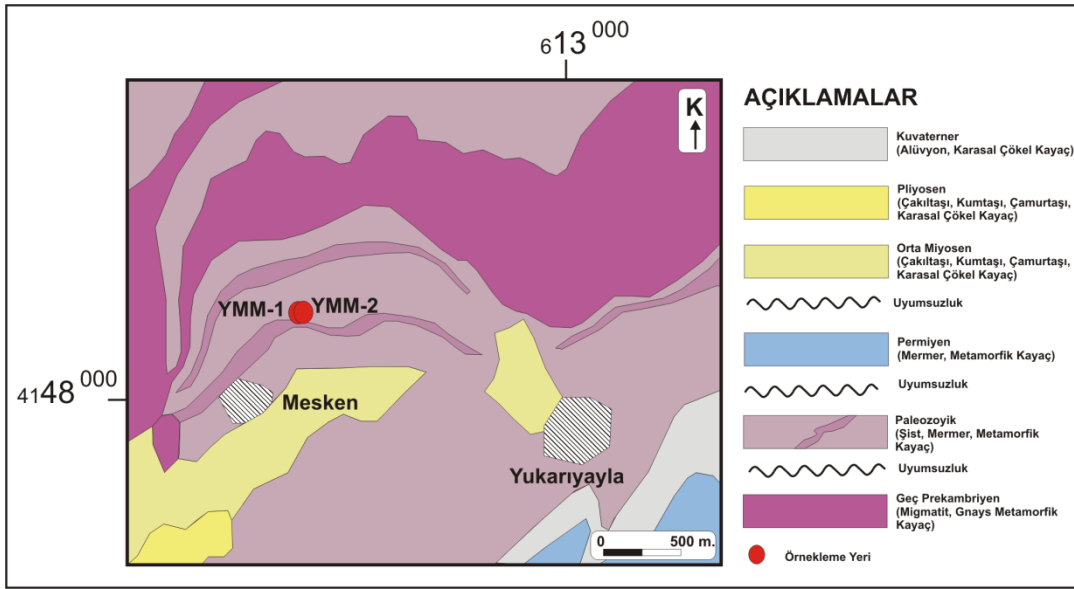 613 000
K
YMM-1 YMM-2
4148 000
Mesken
Yukarıyayla
0 500 m.
AÇIKLAMALAR
Kuvaterner
(Alüvyon, Karasal Çökel Kayaç)
Pliyosen
(Çakıltaşı, Kumtaşı, Çamurtaşı,
Karasal Çökel Kayaç)
Orta Miyosen
(Çakıltaşı, Kumtaşı, Çamurtaşı,
Karasal Çökel Kayaç)
Uyumsuzluk
Permiyen
(Mermer, Metamorfik Kayaç)
Uyumsuzluk
Paleozoyik
(Şist, Mermer, Metamorfik
Kayaç)
Uyumsuzluk
Geç Prekambriyen
(Migmatit, Gnays Metamorfik
Kayaç)
Örnekleme Yeri